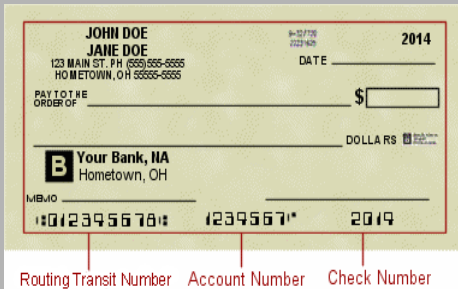 JOHN DOE
JANE DOE
123 MAIN ST. PH (555) 555-5555
HOMETOWN, OH 55555-5555
2014
DATE
PAY TO THE
ORDER OF
$
DOLLARS
B Your Bank, NA
Hometown, OH
MEMO
⑆012345678⑆ 1234567⑈ 2014
Routing Transit Number Account Number Check Number